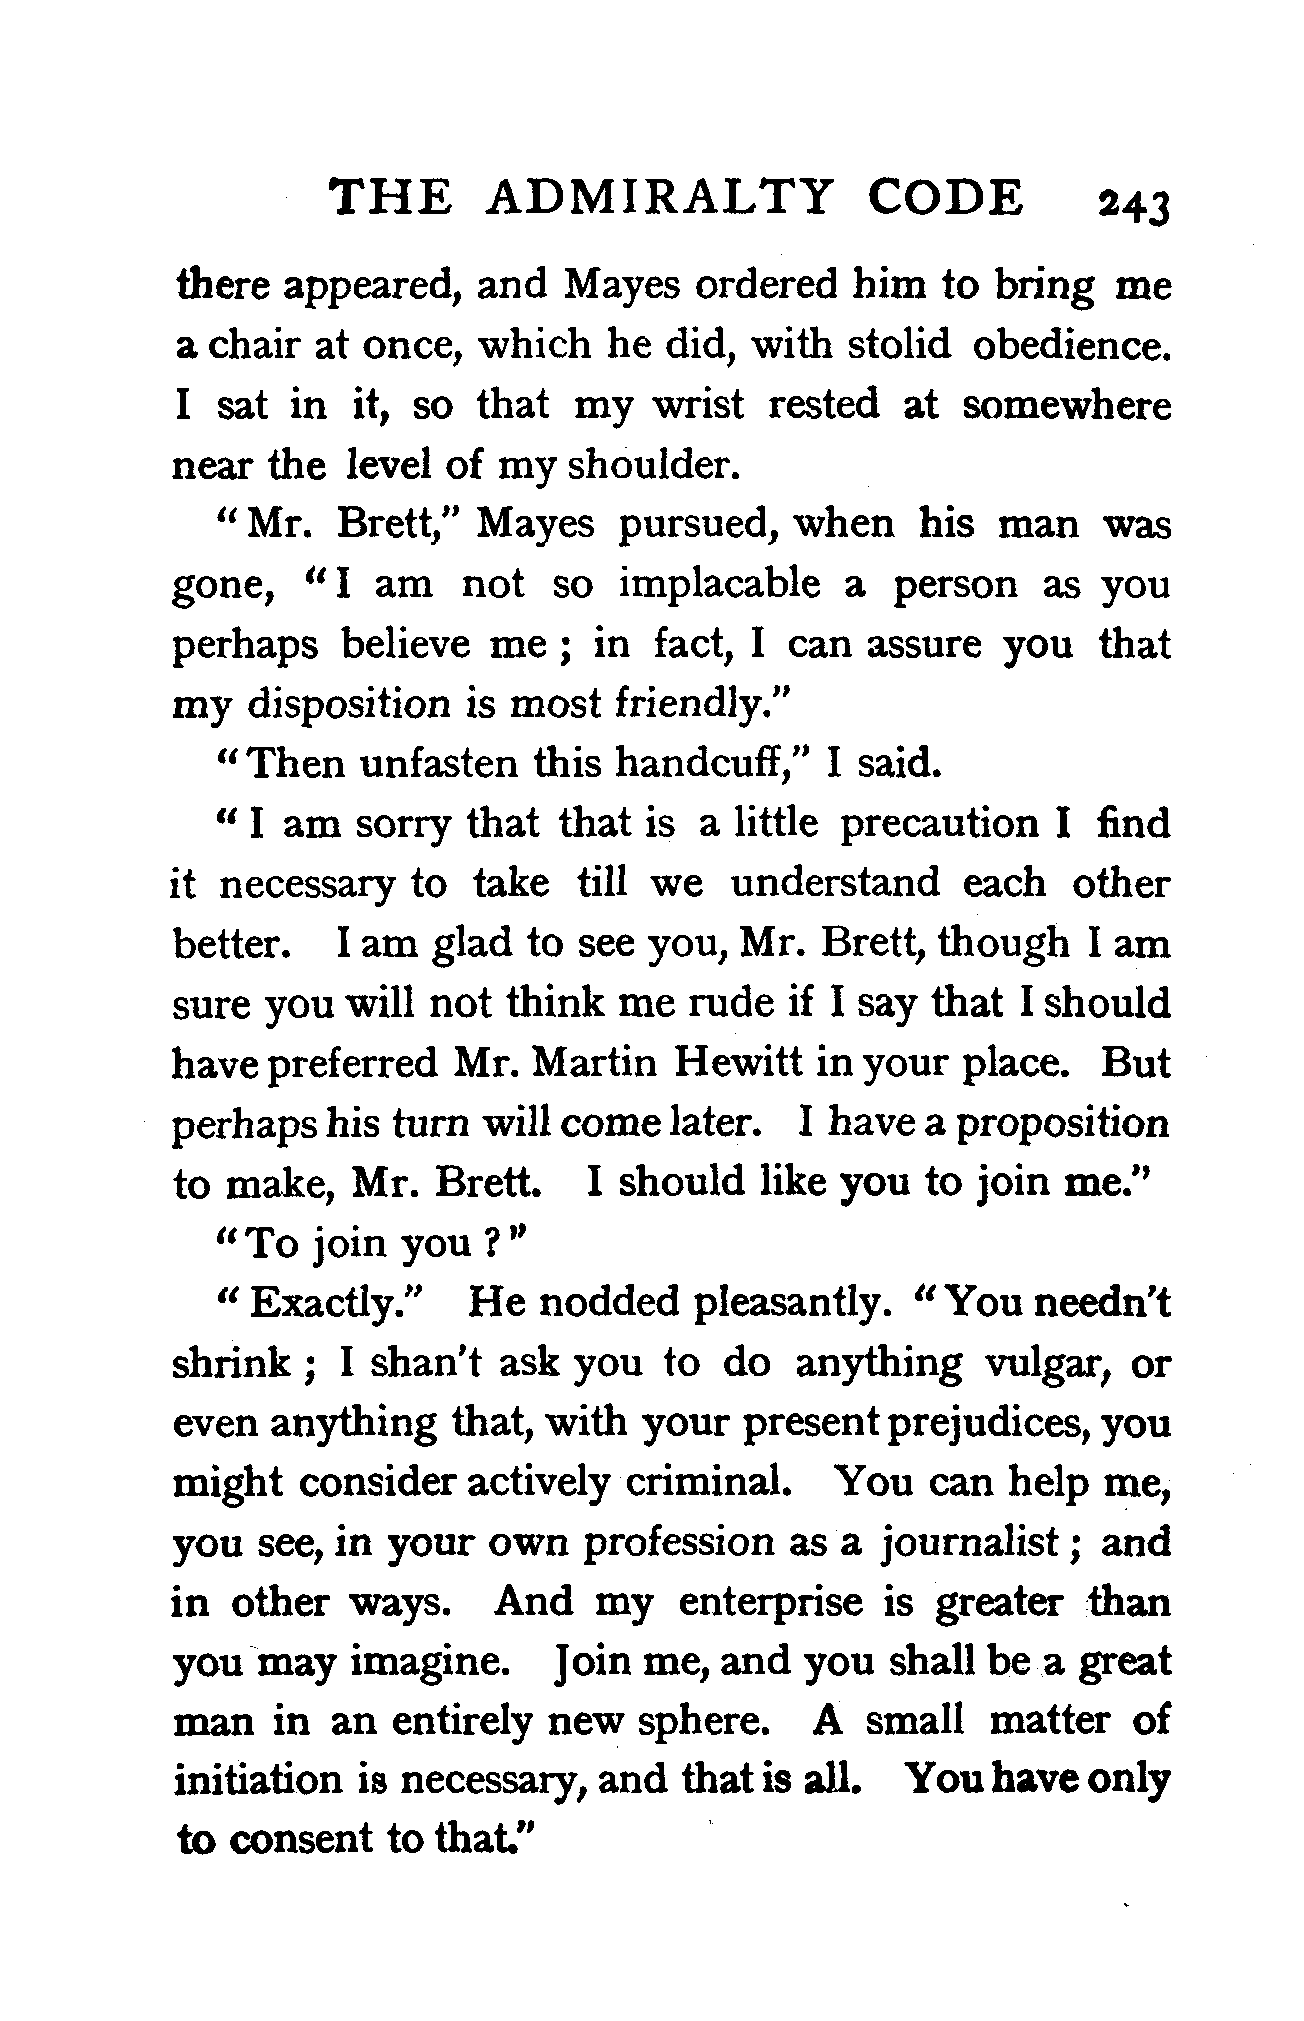 THE ADMIRALTY CODE 243
there appeared, and Mayes ordered him to bring me
a chair at once, which he did, with stolid obedience.
I sat in it, so that my wrist rested at somewhere
near the level of my shoulder.
"Mr. Brett," Mayes pursued, when his man was
gone, "I am not so implacable a person as you
perhaps believe me ; in fact, I can assure you that
my disposition is most friendly."
"Then unfasten this handcuff," I said.
"I am sorry that that is a little precaution I find
it necessary to take till we understand each other
better. I am glad to see you, Mr. Brett, though I am
sure you will not think me rude if I say that I should
have preferred Mr. Martin Hewitt in your place. But
perhaps his turn will come later. I have a proposition
to make, Mr. Brett. I should like you to join me."
"To join you ?"
"Exactly." He nodded pleasantly. "You needn't
shrink ; I shan't ask you to do anything vulgar, or
even anything that, with your present prejudices, you
might consider actively criminal. You can help me,
you see, in your own profession as a journalist ; and
in other ways. And my enterprise is greater than
you may imagine. Join me, and you shall be a great
man in an entirely new sphere. A small matter of
initiation is necessary, and that is all. You have only
to consent to that."